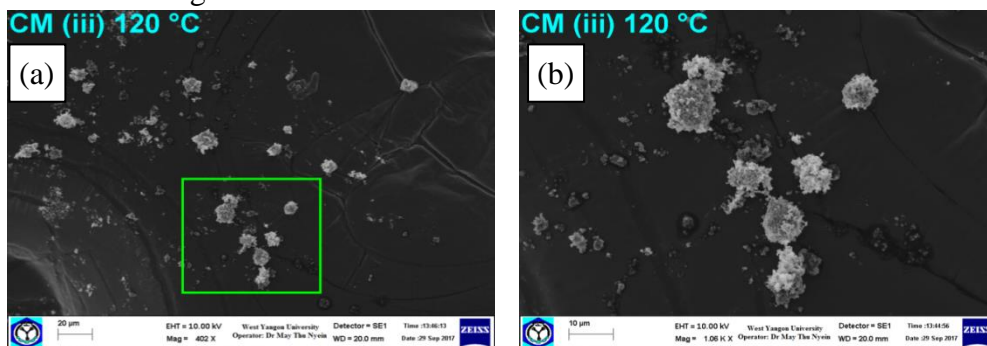 CM (iii) 120 °C
(a)
20 µm
EHT = 10.00 kV
Mag = 402 X
West Yangon University
Operator: Dr May Thu Nyein
Detector = SE1
WD = 20.0 mm
Time :13:46:13
Date :29 Sep 2017
ZEISS
CM (iii) 120 °C
(b)
10 µm
EHT = 10.00 kV
Mag = 1.06 K X
West Yangon University
Operator: Dr May Thu Nyein
Detector = SE1
WD = 20.0 mm
Time :13:44:56
Date :29 Sep 2017
ZEISS